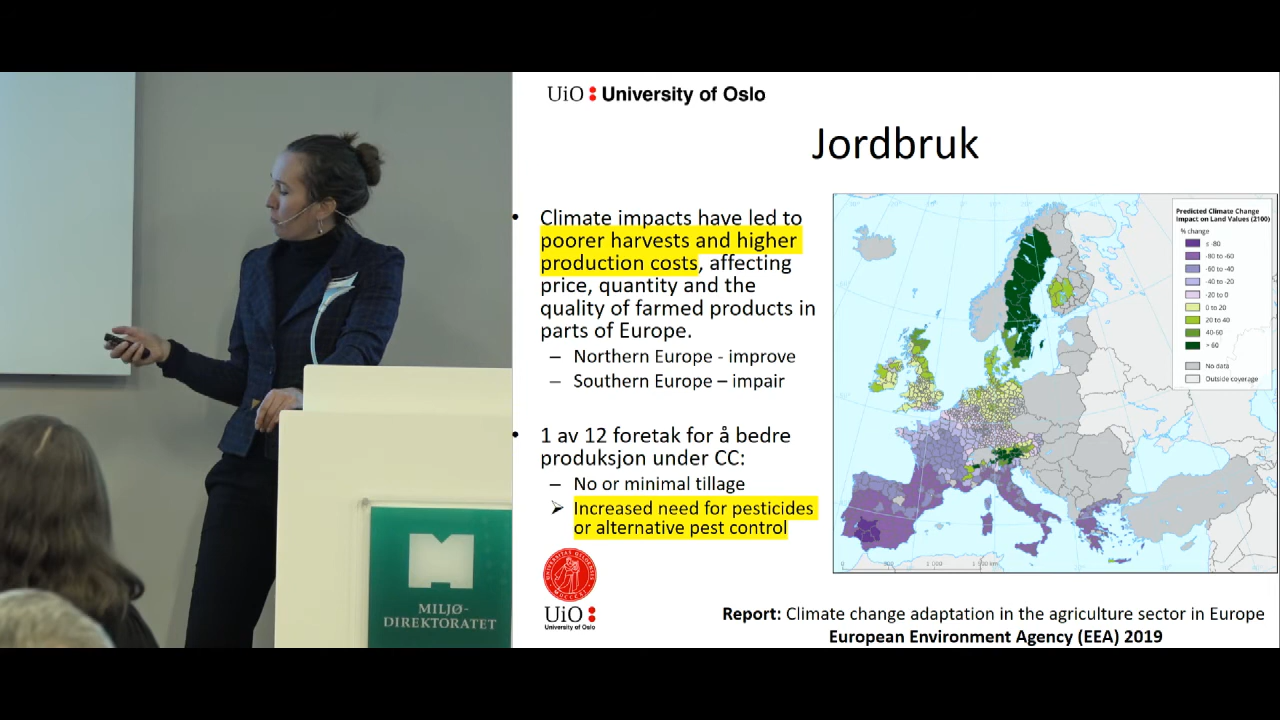 UiO University of Oslo
Jordbruk
• Climate impacts have led to
poorer harvests and higher
production costs, affecting
price, quantity and the
quality of farmed products in
parts of Europe.
– Northern Europe - improve
– Southern Europe – impair
• 1 av 12 foretak for å bedre
produksjon under CC:
– No or minimal tillage
➢ Increased need for pesticides
or alternative pest control
Predicted Climate Change
Impact on Land Values (2100)
% change
≤ -80
-80 to -60
-60 to -40
-40 to -20
-20 to 0
0 to 20
20 to 40
40-60
> 60
No data
Outside coverage
UiO
University of Oslo
MILJØ-
DIREKTORATET
Report: Climate change adaptation in the agriculture sector in Europe
European Environment Agency (EEA) 2019